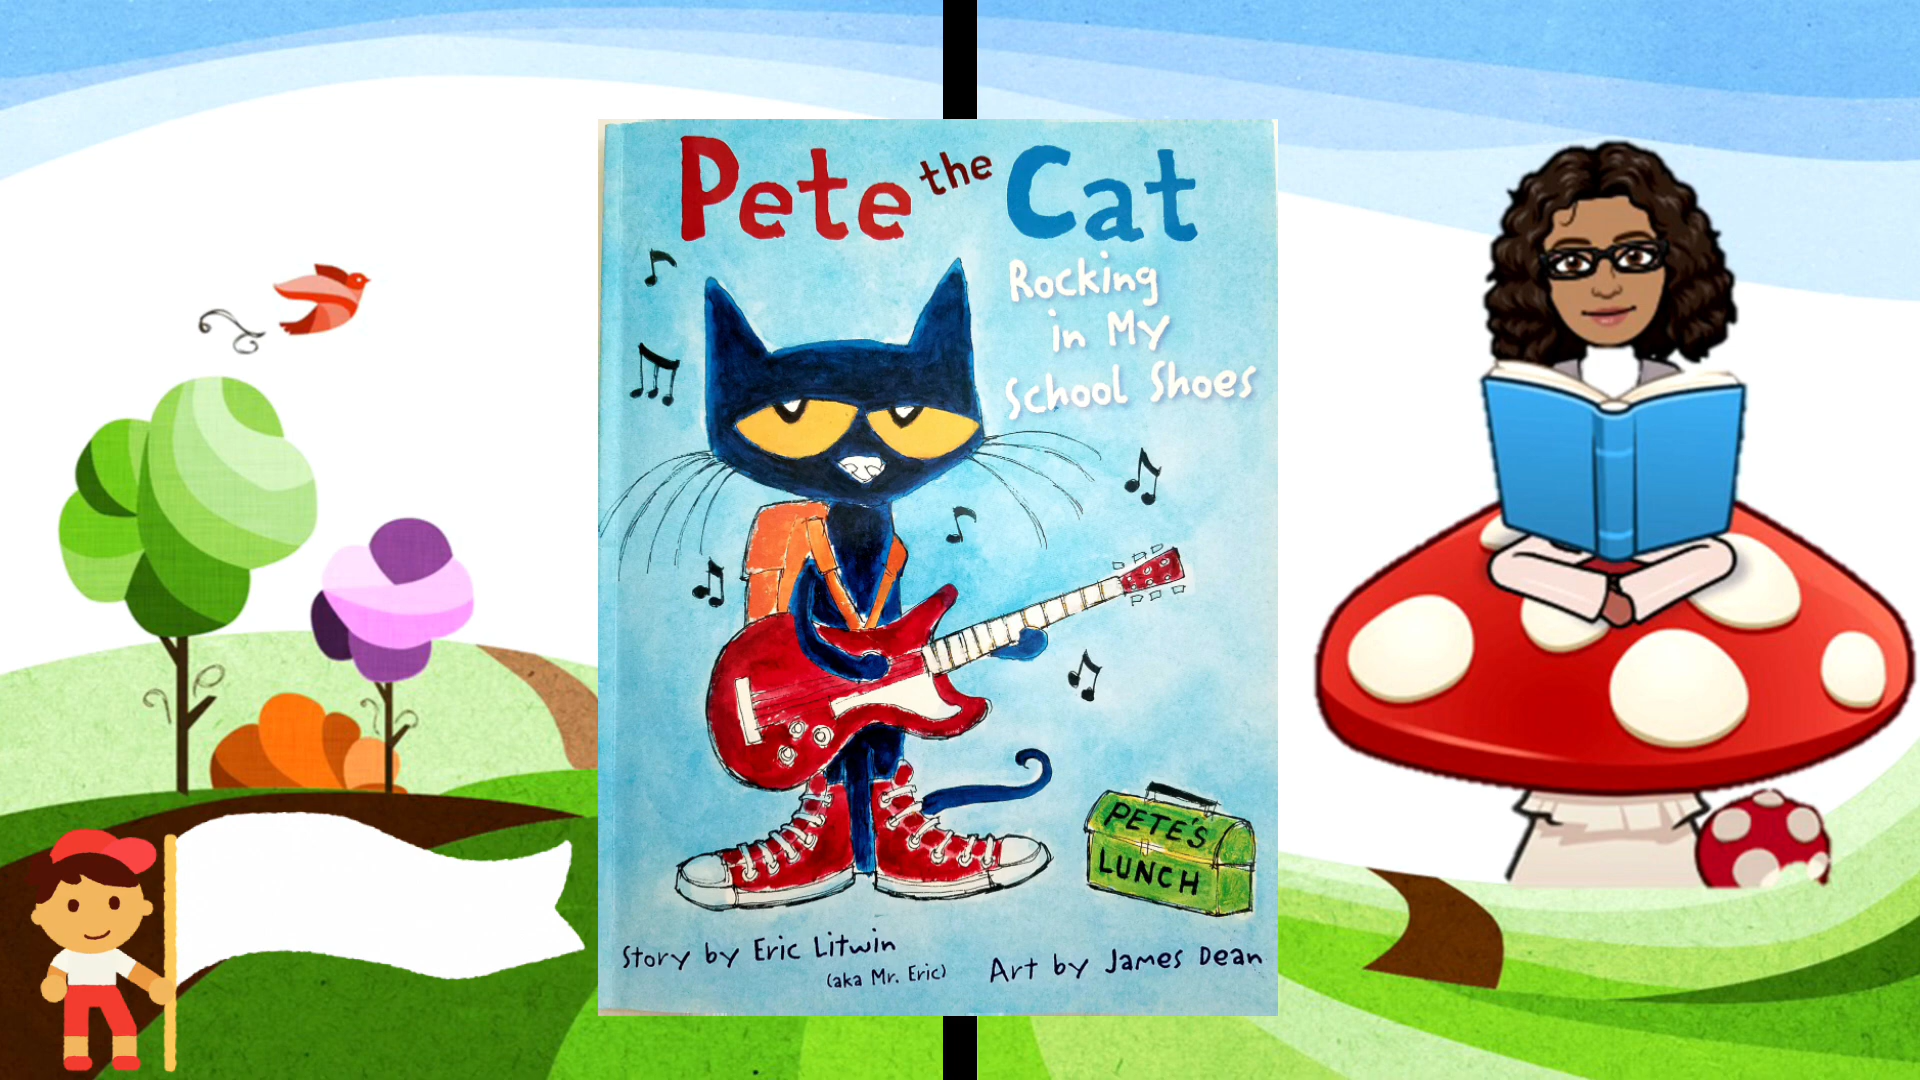 Pete the Cat
Rocking
in My
School Shoes
PETE'S
LUNCH
Story by Eric Litwin
(aka Mr. Eric)
Art by James Dean